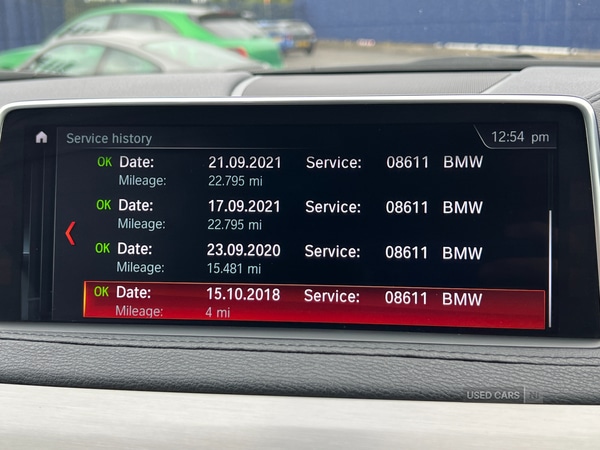 Service history 12:54 pm
OK Date: 21.09.2021 Service: 08611 BMW
Mileage: 22.795 mi
OK Date: 17.09.2021 Service: 08611 BMW
Mileage: 22.795 mi
OK Date: 23.09.2020 Service: 08611 BMW
Mileage: 15.481 mi
OK Date: 15.10.2018 Service: 08611 BMW
Mileage: 4 mi
USED CARS NI